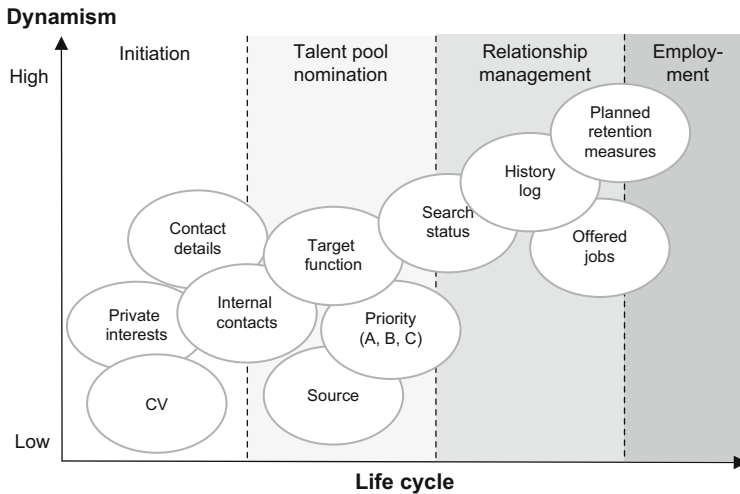 Dynamism
High
Initiation
Talent pool
nomination
Relationship
management
Employ-
ment
Planned
retention
measures
History
log
Search
status
Offered
jobs
Contact
details
Target
function
Internal
contacts
Private
interests
Priority
(A, B, C)
CV
Source
Low
Life cycle